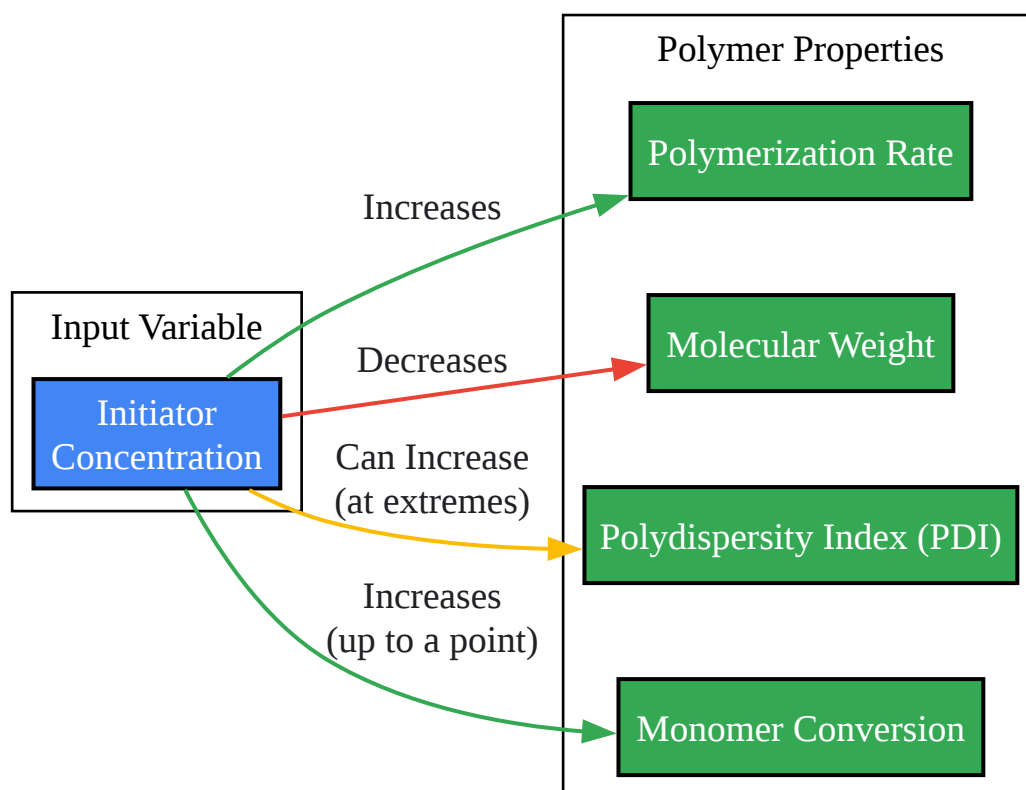 Polymer Properties
Polymerization Rate
Increases
Input Variable
Molecular Weight
Decreases
Initiator
Concentration
Can Increase
(at extremes)
Polydispersity Index (PDI)
Increases
(up to a point)
Monomer Conversion